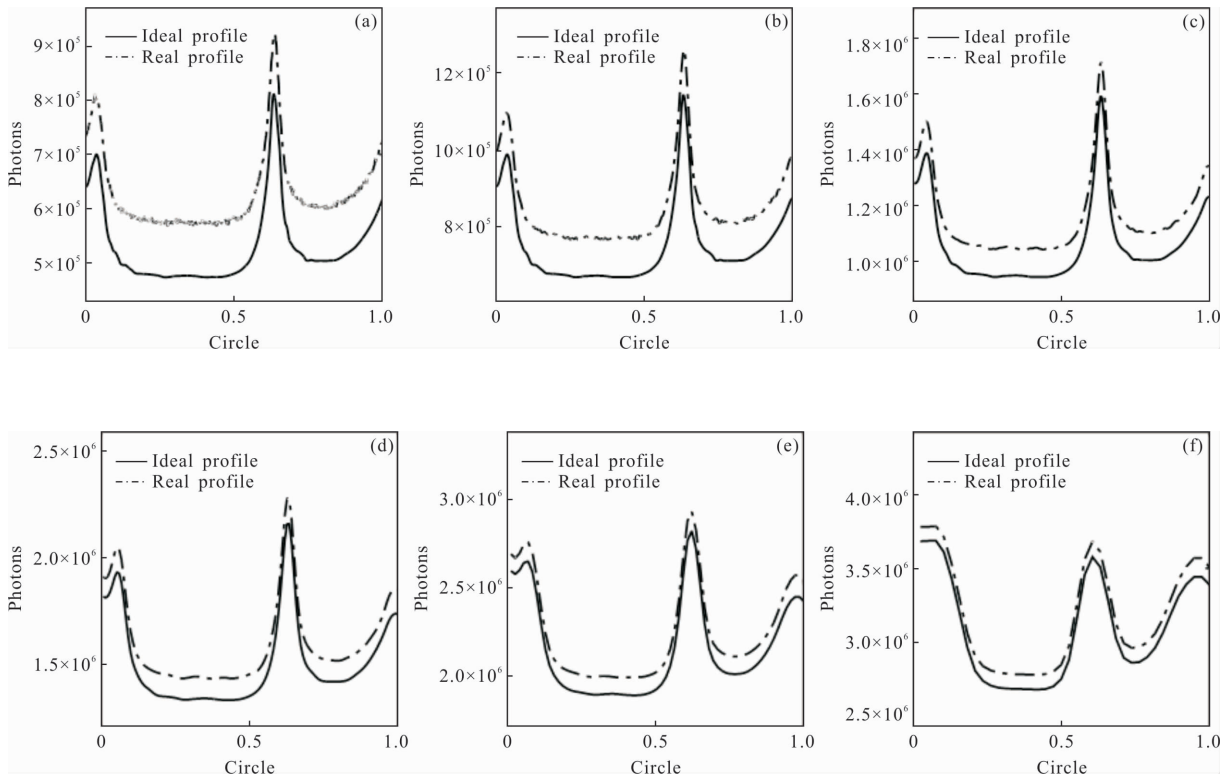 (a)
Ideal profile
Real profile
9×10⁵
8×10⁵
7×10⁵
6×10⁵
5×10⁵
Photons
0 0.5 1.0
Circle
(b)
Ideal profile
Real profile
12×10⁵
10×10⁵
8×10⁵
Photons
0 0.5 1.0
Circle
(c)
Ideal profile
Real profile
1.8×10⁶
1.6×10⁶
1.4×10⁶
1.2×10⁶
1.0×10⁶
Photons
0 0.5 1.0
Circle
(d)
Ideal profile
Real profile
2.5×10⁶
2.0×10⁶
1.5×10⁶
Photons
0 0.5 1.0
Circle
(e)
Ideal profile
Real profile
3.0×10⁶
2.5×10⁶
2.0×10⁶
Photons
0 0.5 1.0
Circle
(f)
Ideal profile
Real profile
4.0×10⁶
3.5×10⁶
3.0×10⁶
2.5×10⁶
Photons
0 0.5 1.0
Circle